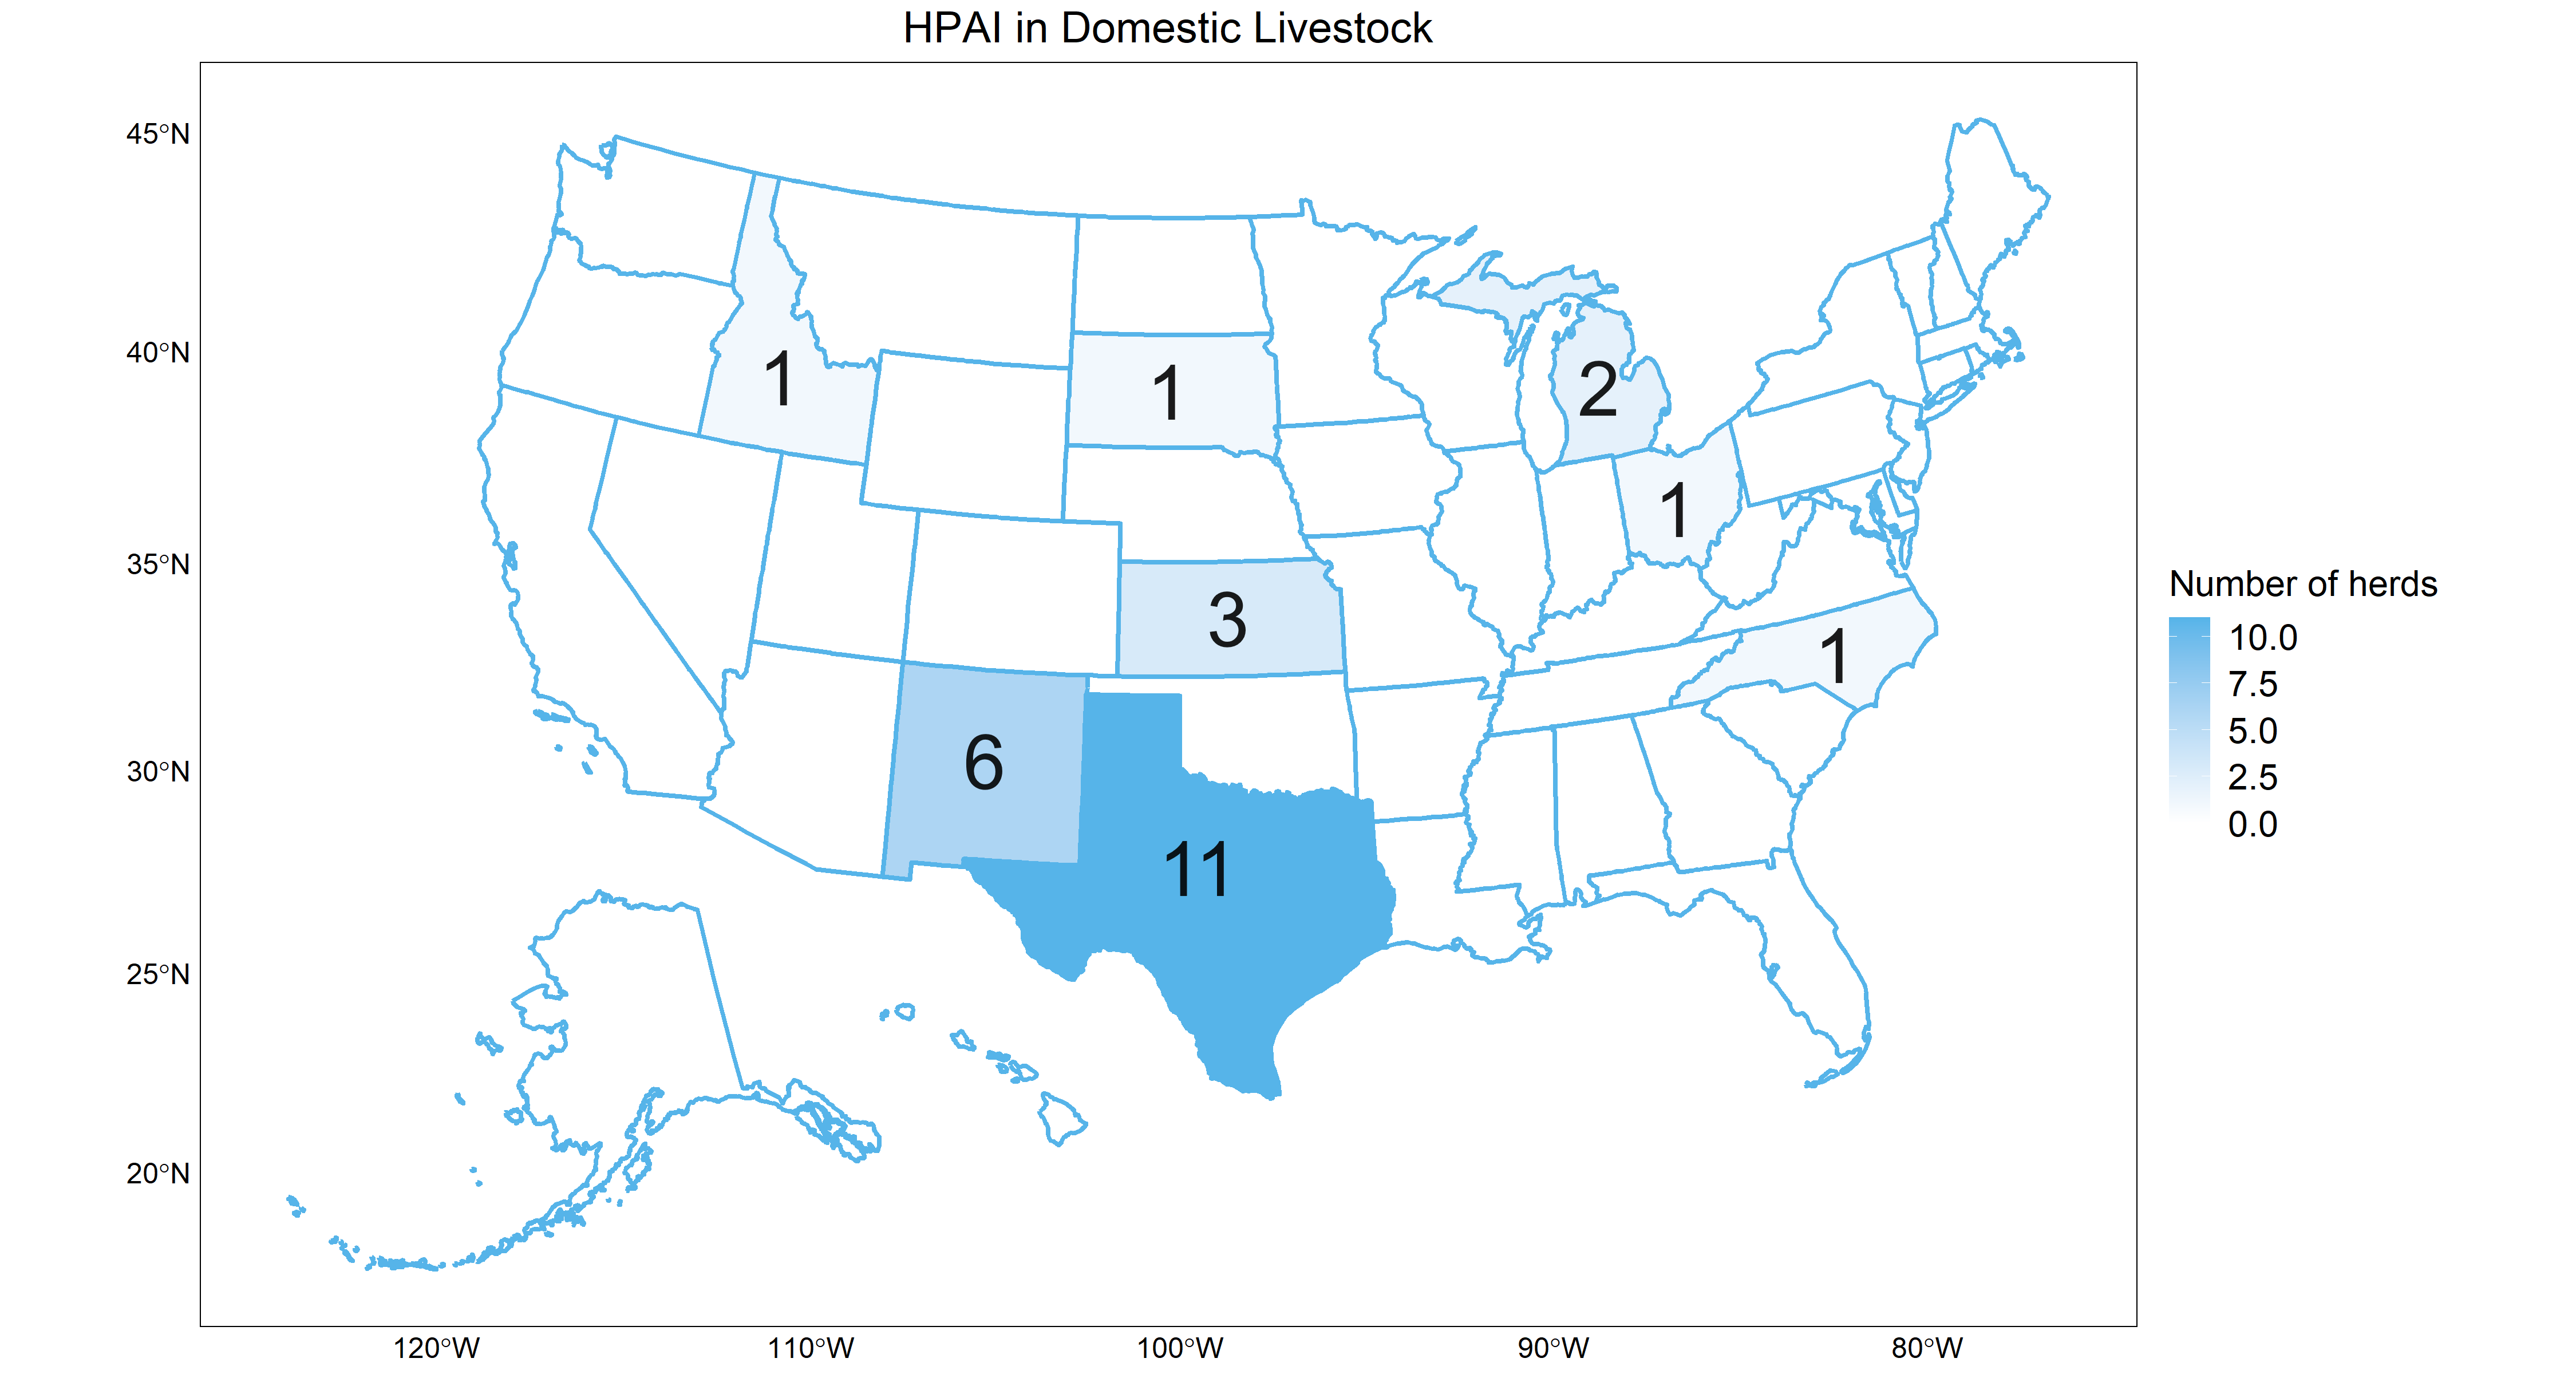 HPAI in Domestic Livestock
45°N
40°N
35°N
30°N
25°N
20°N
1
1
2
1
3
1
6
11
120°W
110°W
100°W
90°W
80°W
Number of herds
10.0
7.5
5.0
2.5
0.0